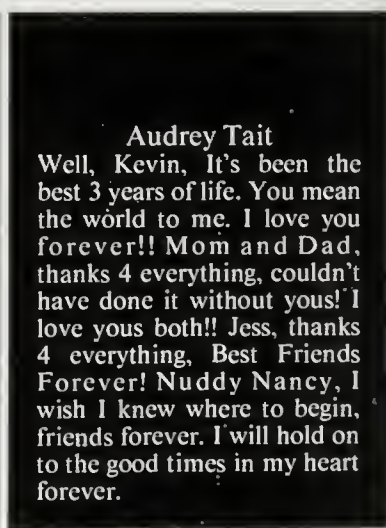 Audrey Tait
Well, Kevin, It's been the
best 3 years of life. You mean
the world to me. I love you
forever!! Mom and Dad,
thanks 4 everything, couldn't
have done it without yous! I
love yous both!! Jess, thanks
4 everything, Best Friends
Forever! Nuddy Nancy, I
wish I knew where to begin,
friends forever. I will hold on
to the good times in my heart
forever.